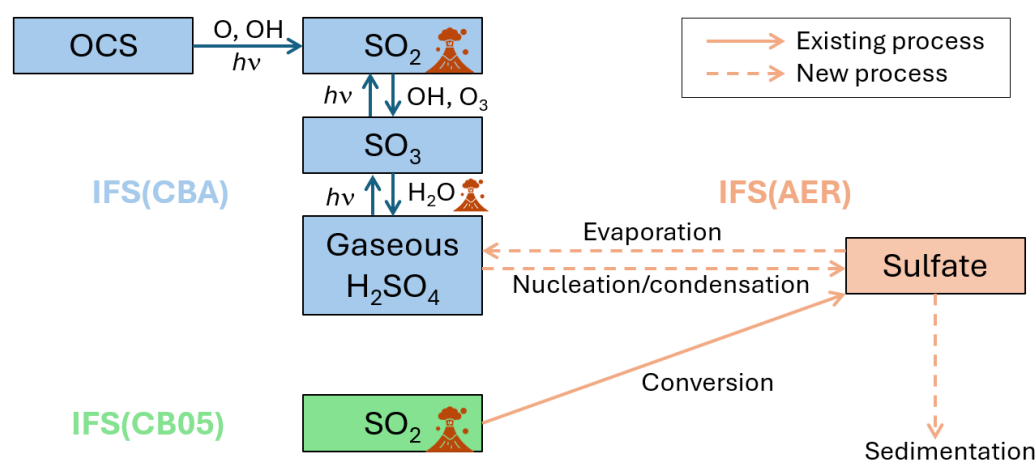 OCS
O, OH
hν
SO₂
Existing process
New process
hν
OH, O₃
SO₃
IFS(CBA)
hν
H₂O
IFS(AER)
Gaseous
H₂SO₄
Evaporation
Nucleation/condensation
Sulfate
Conversion
IFS(CB05)
SO₂
Sedimentation